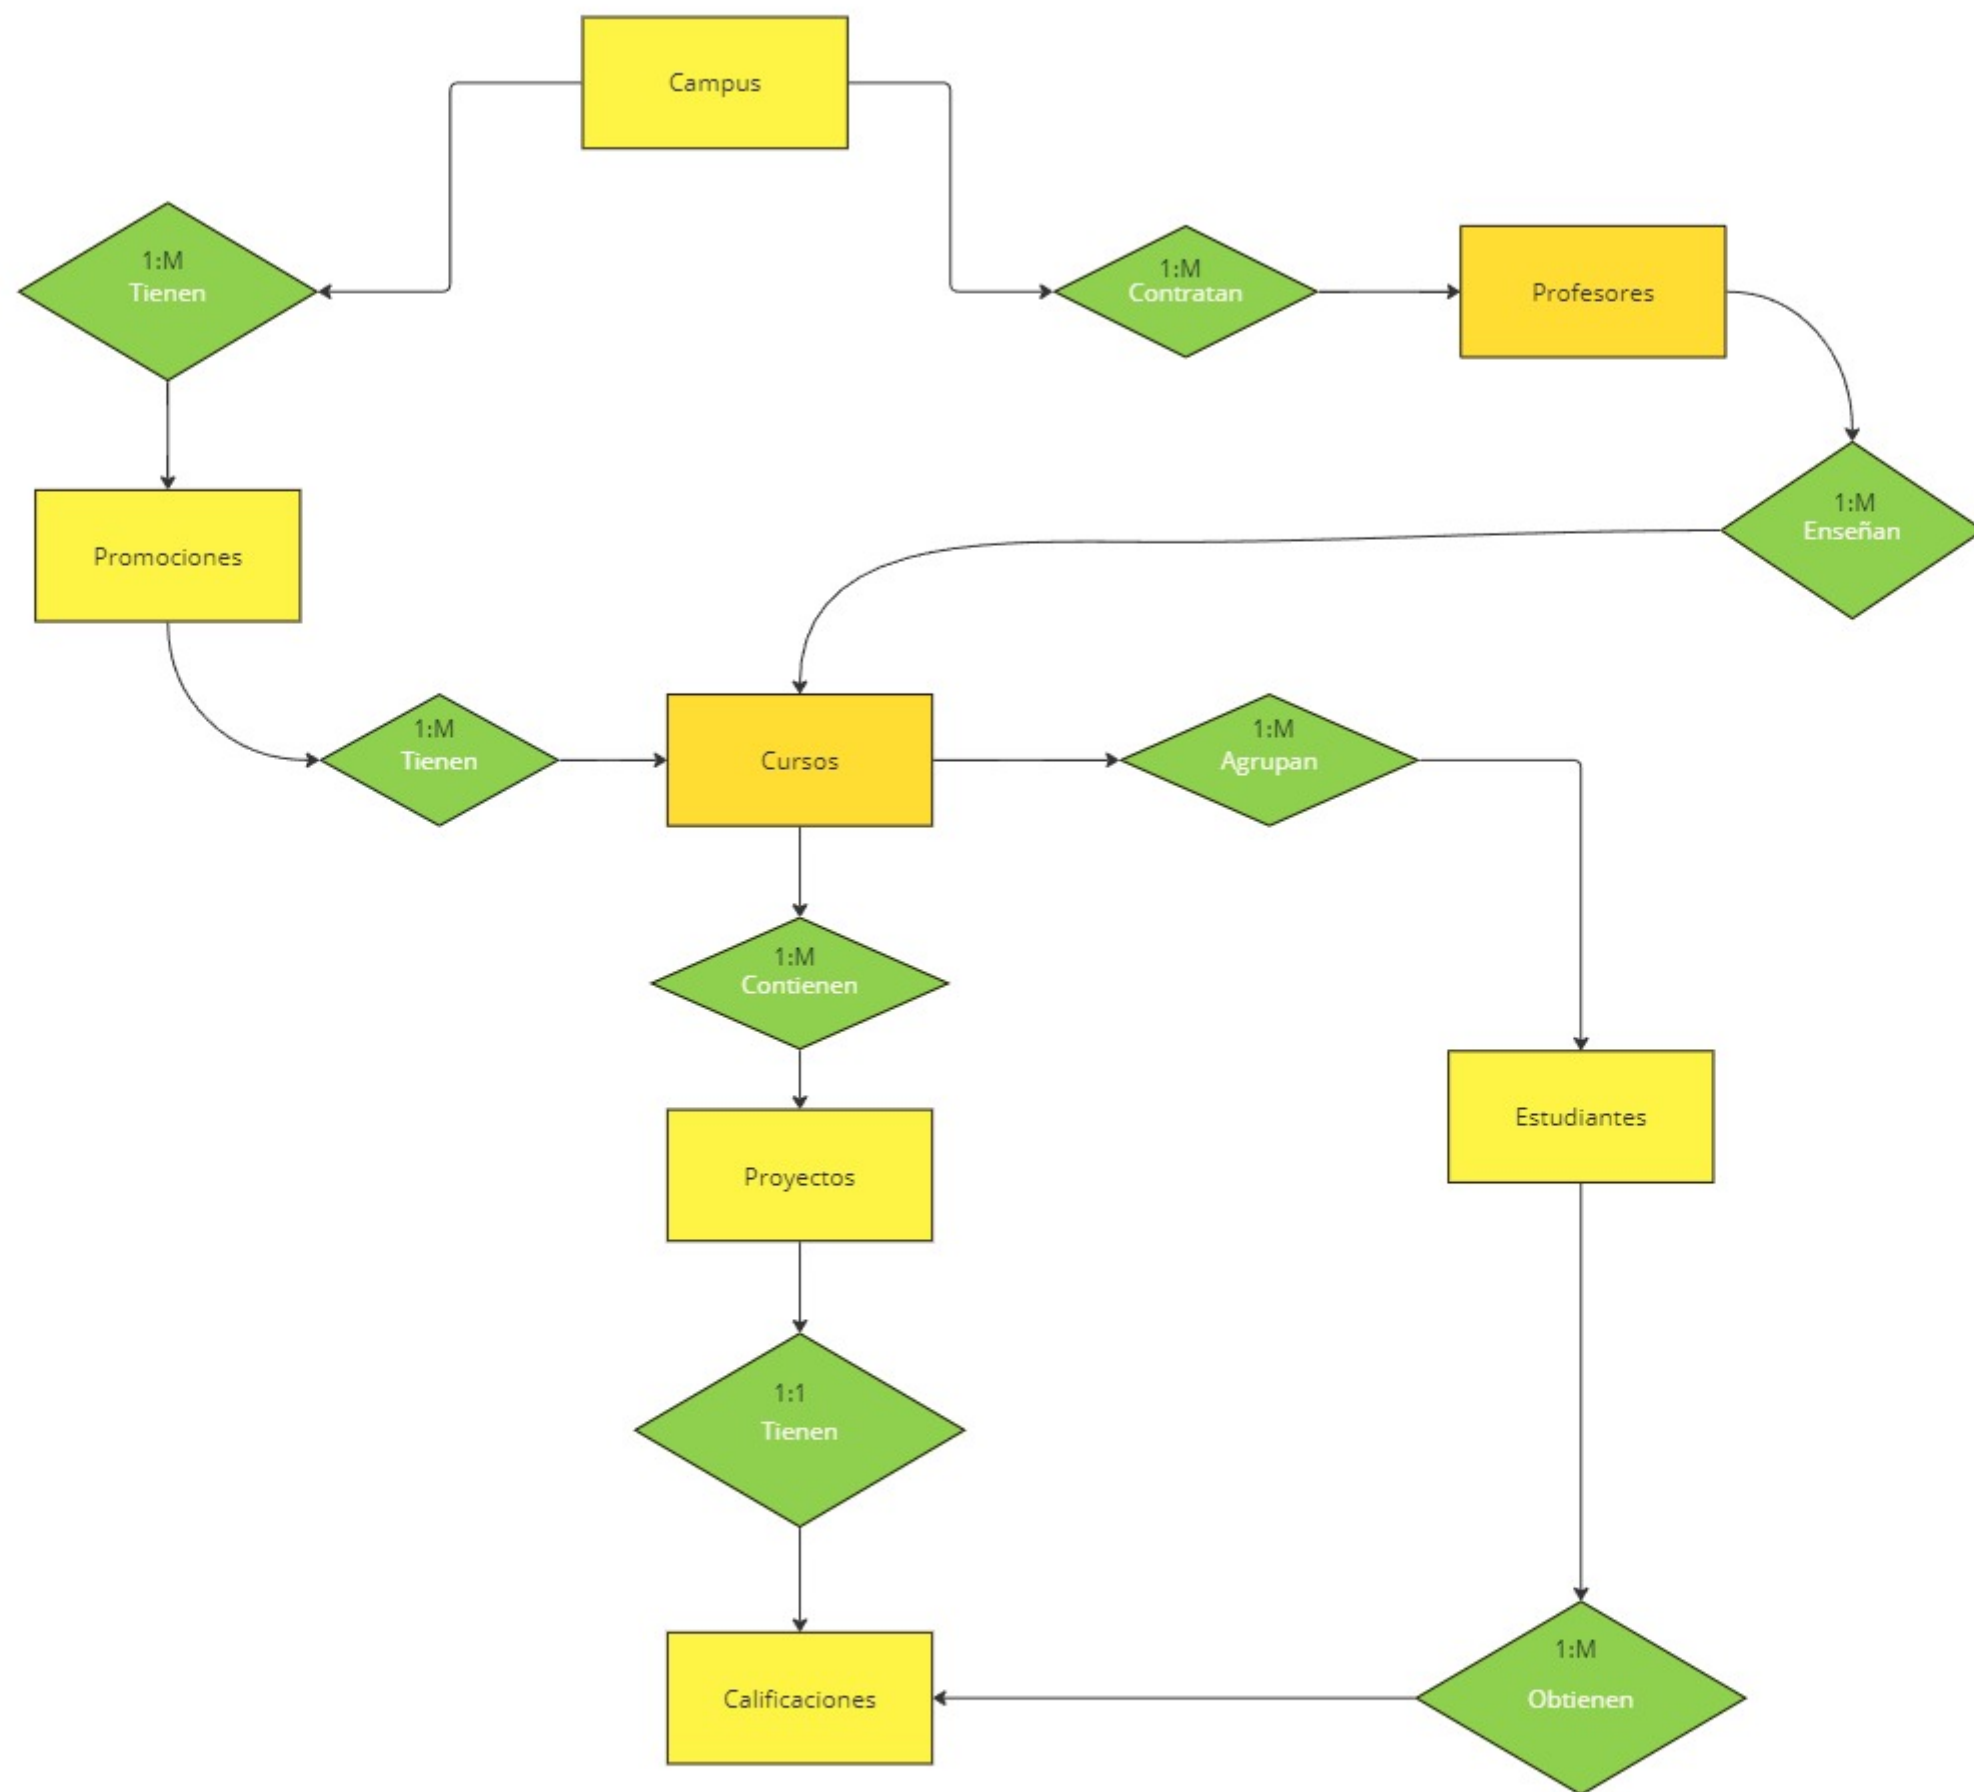 Campus
1:M
Tienen
1:M
Contratan
Profesores
1:M
Enseñan
Promociones
1:M
Tienen
Cursos
1:M
Agrupan
1:M
Contienen
Proyectos
Estudiantes
1:1
Tienen
1:M
Obtienen
Calificaciones